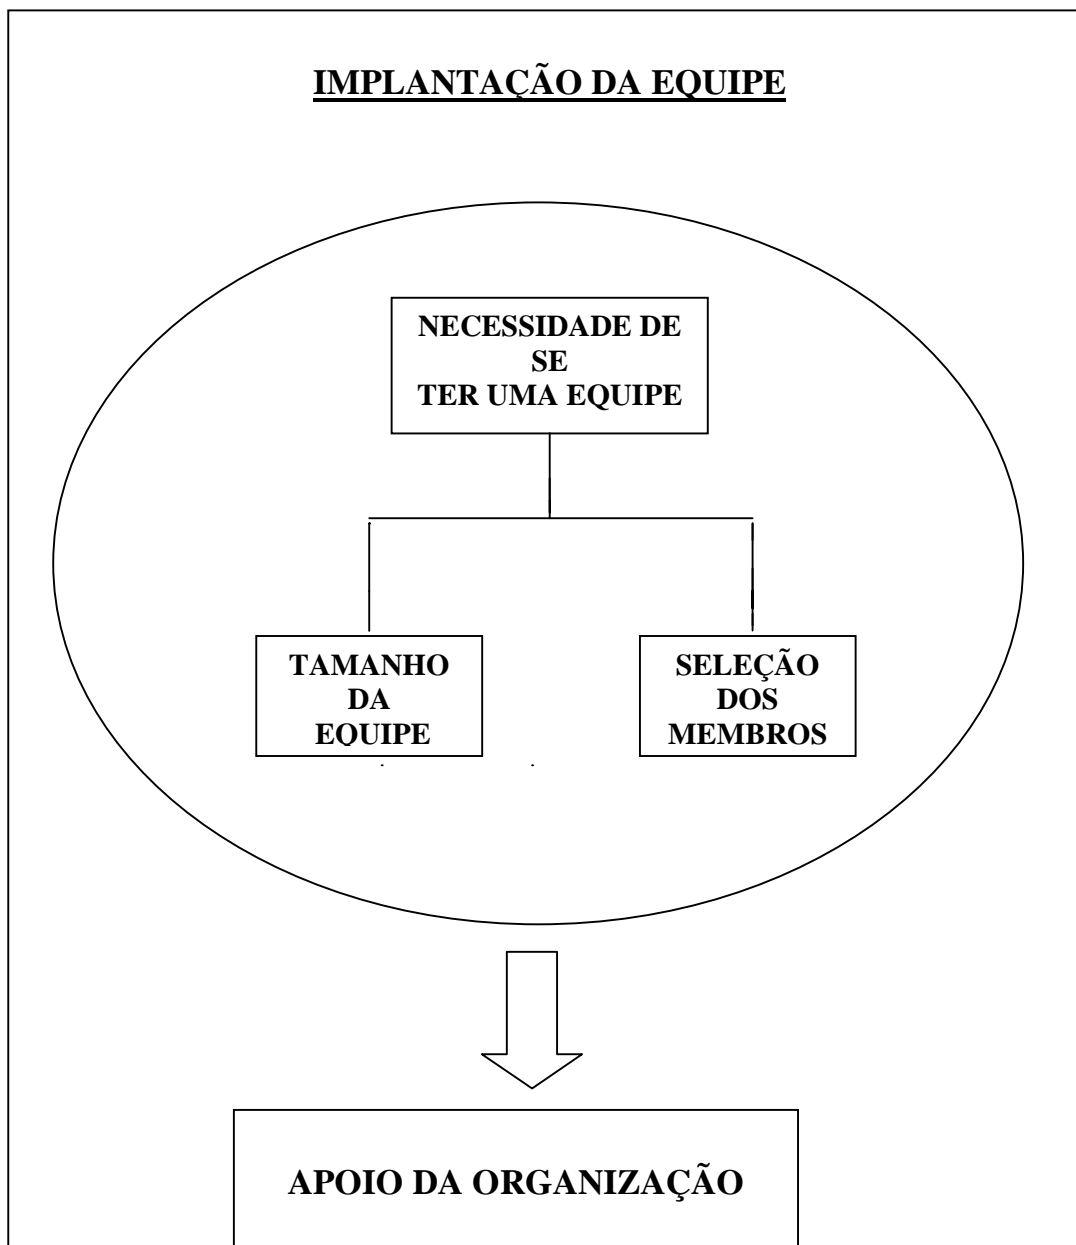 IMPLANTAÇÃO DA EQUIPE
NECESSIDADE DE
SE
TER UMA EQUIPE
TAMANHO
DA
EQUIPE
SELEÇÃO
DOS
MEMBROS
APOIO DA ORGANIZAÇÃO